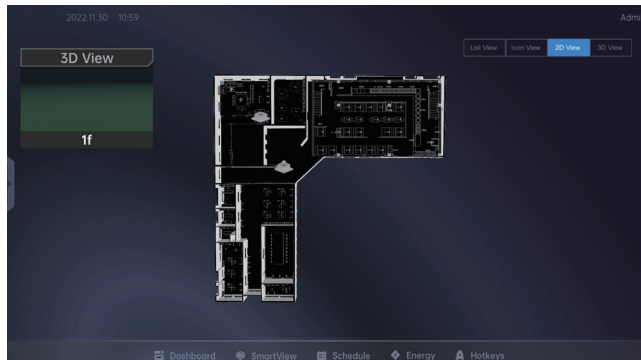 2022.11.30 10:59
Admi
List View Icon View 2D View 3D View
3D View
1f
Dashboard SmartView Schedule Energy Hotkeys